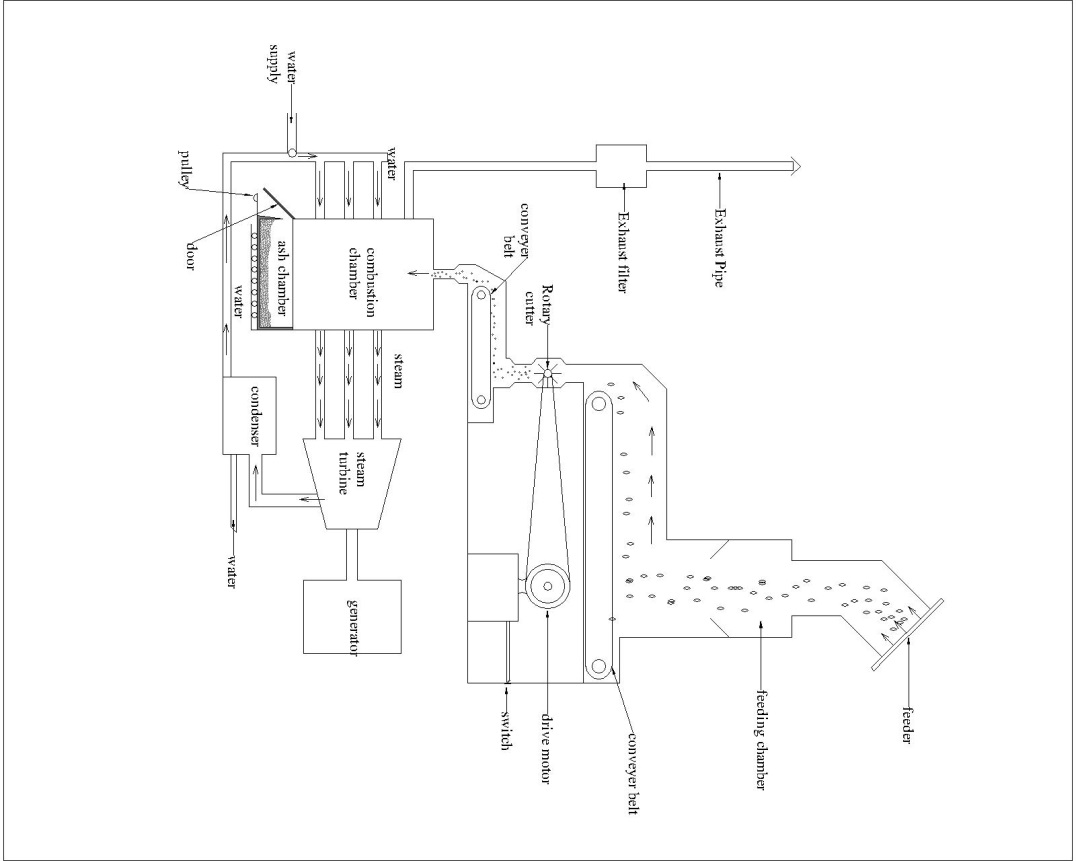 feeder
feeding chamber
Exhaust Pipe
conveyer belt
Exhaust filter
Rotary
cutter
drive motor
conveyer
belt
switch
water
steam
combustion
chamber
steam
turbine
generator
water
supply
ash chamber
condenser
water
water
door
pulley